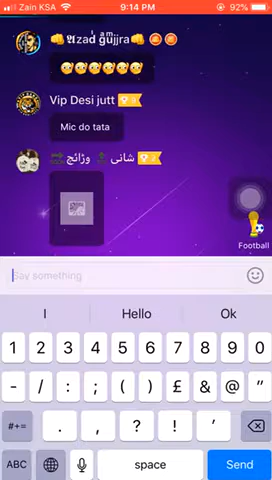 Zain KSA
9:14 PM
92%
𝕬zad gujjra
Vip Desi jutt 8
Mic do tata
شانی وڑائچ
Football
Say something
I Hello Ok
1 2 3 4 5 6 7 8 9 0
- / : ; ( ) £ & @ "
#+= . , ? ! ’
ABC space Send